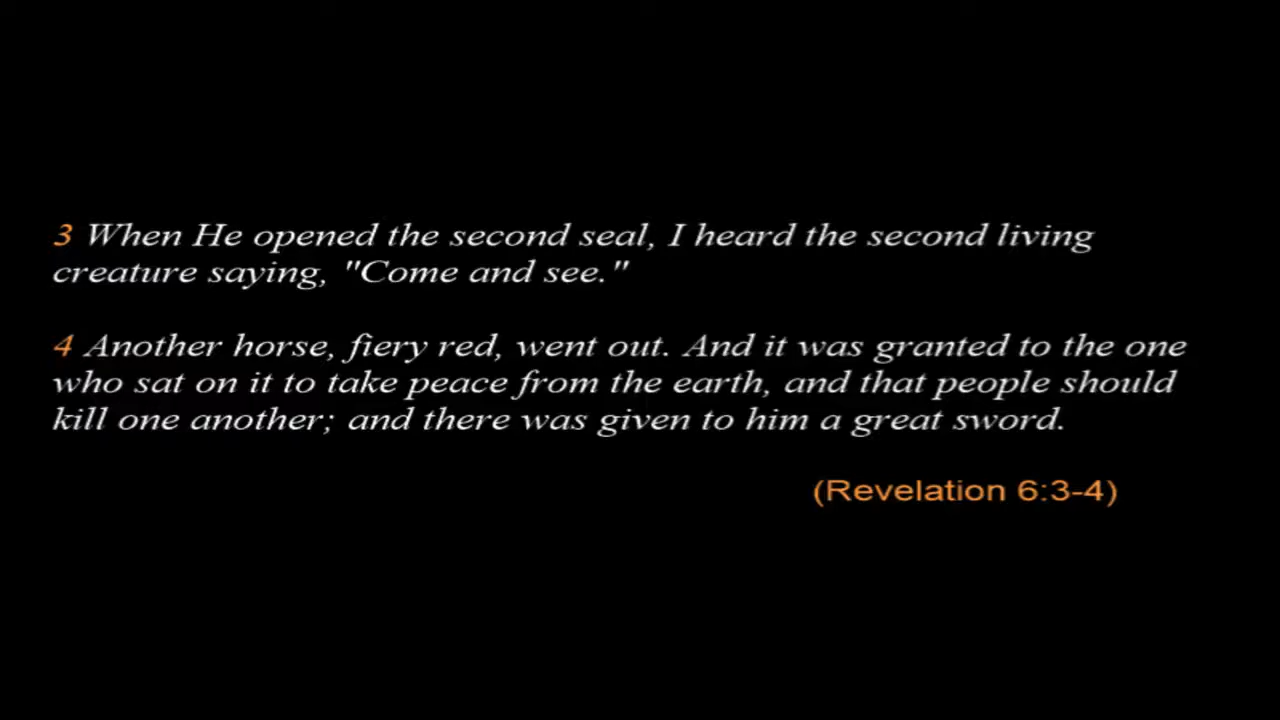 3 When He opened the second seal, I heard the second living
creature saying, "Come and see."
4 Another horse, fiery red, went out. And it was granted to the one
who sat on it to take peace from the earth, and that people should
kill one another; and there was given to him a great sword.
(Revelation 6:3-4)